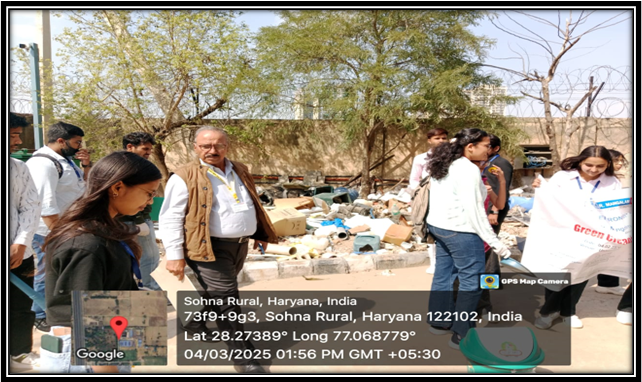 Green
GPS Map Camera
Sohna Rural, Haryana, India
73f9+9g3, Sohna Rural, Haryana 122102, India
Lat 28.27389° Long 77.068779°
04/03/2025 01:56 PM GMT +05:30
Google